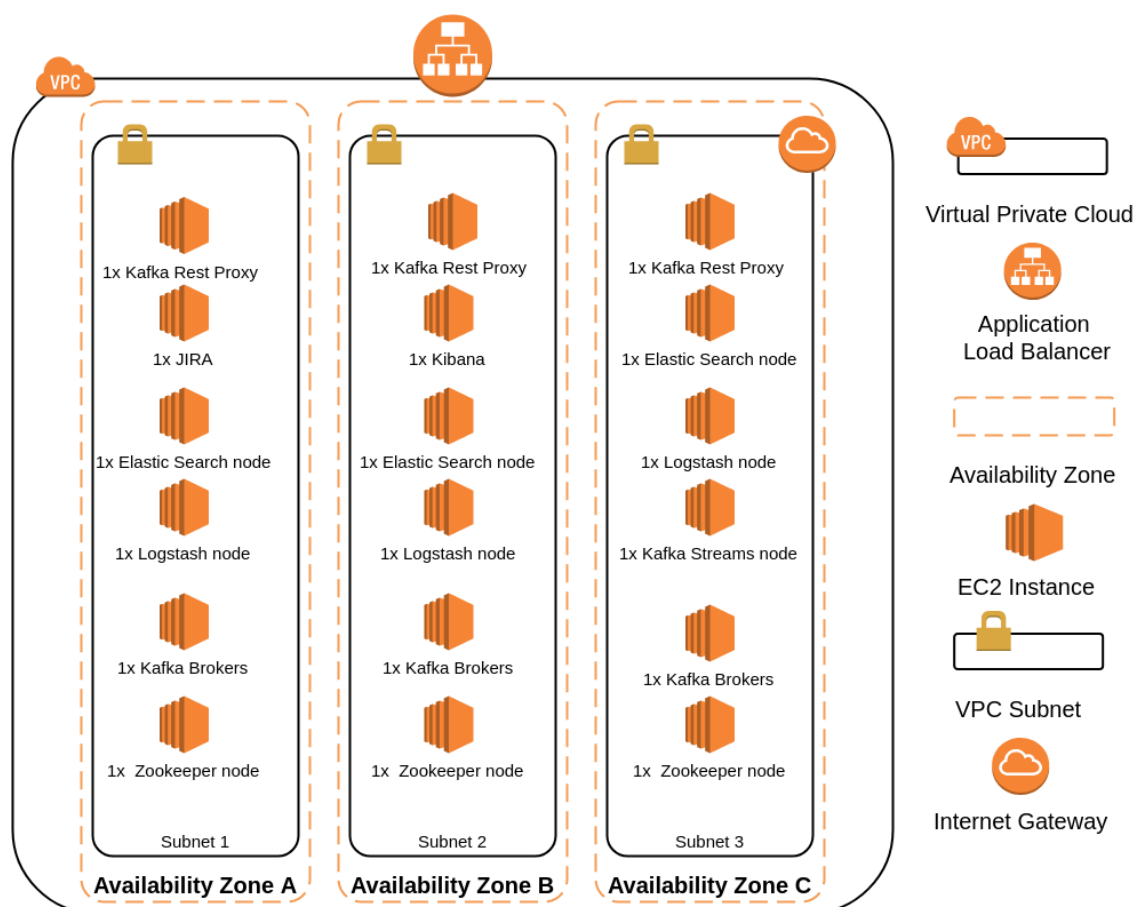 VPC
1x Kafka Rest Proxy
1x JIRA
1x Elastic Search node
1x Logstash node
1x Kafka Brokers
1x  Zookeeper node
Subnet 1
Availability Zone A
1x Kafka Rest Proxy
1x Kibana
1x Elastic Search node
1x Logstash node
1x Kafka Brokers
1x  Zookeeper node
Subnet 2
Availability Zone B
1x Kafka Rest Proxy
1x Elastic Search node
1x Logstash node
1x Kafka Streams node
1x Kafka Brokers
1x  Zookeeper node
Subnet 3
Availability Zone C
VPC
Virtual Private Cloud
Application
Load Balancer
Availability Zone
EC2 Instance
VPC Subnet
Internet Gateway